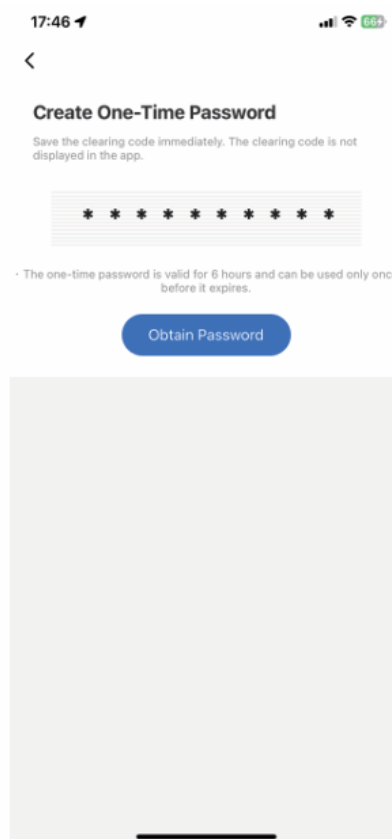 17:46
66
Create One-Time Password
Save the clearing code immediately. The clearing code is not
displayed in the app.
* * * * * * * * * *
· The one-time password is valid for 6 hours and can be used only onc
before it expires.
Obtain Password